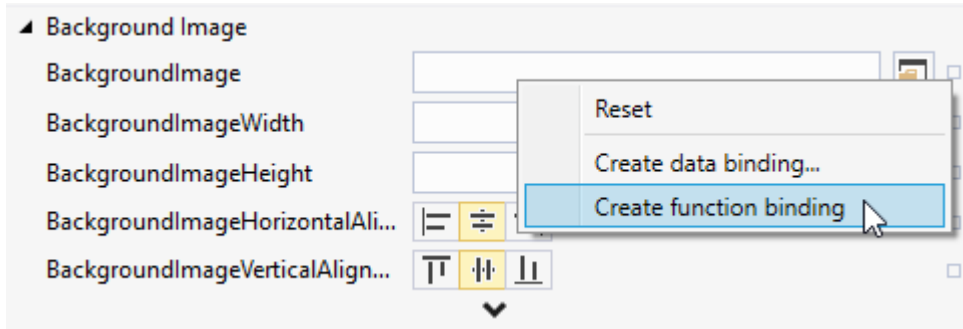 Background Image
BackgroundImage
Reset
BackgroundImageWidth
Create data binding...
BackgroundImageHeight
Create function binding
BackgroundImageHorizontalAli...
BackgroundImageVerticalAlign...